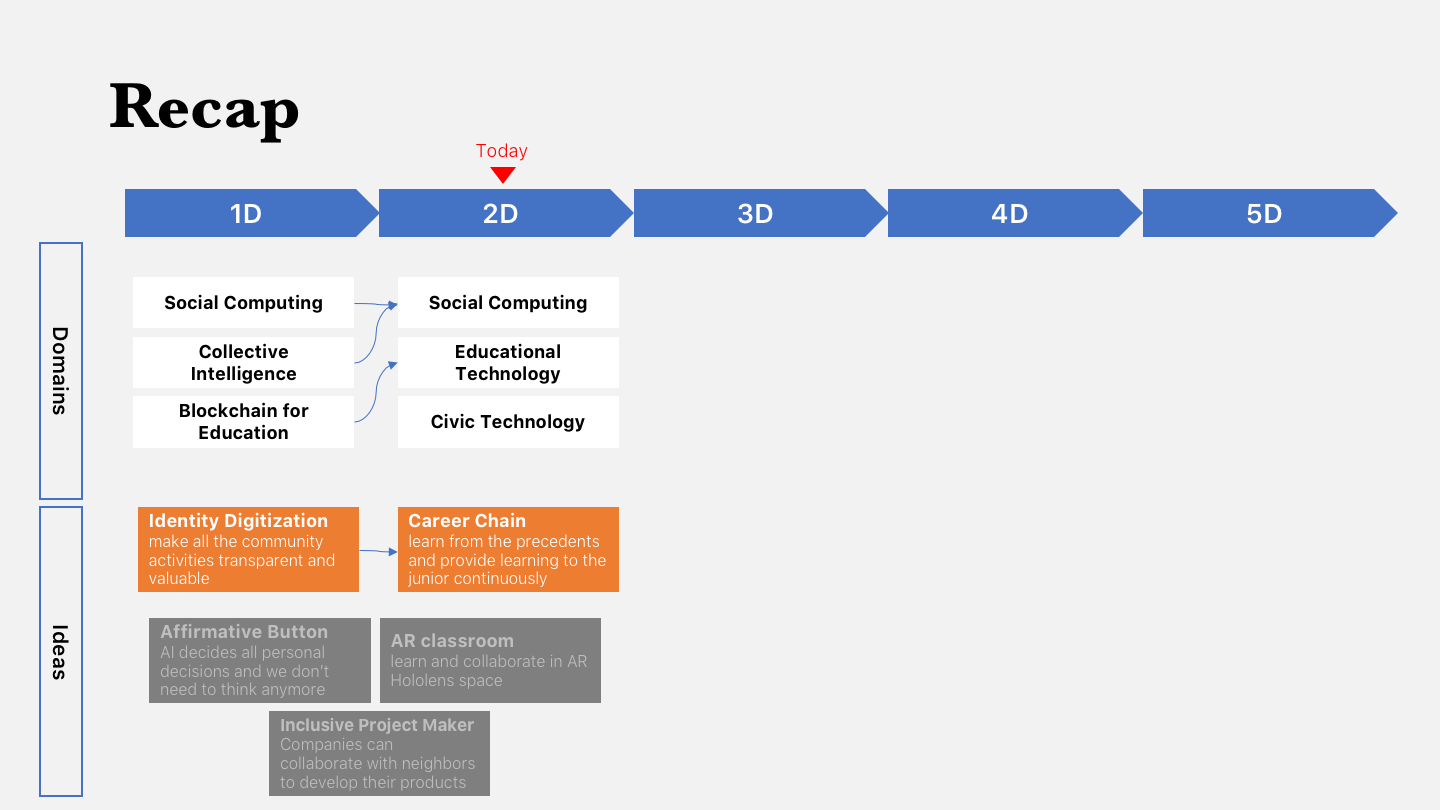 Recap
Today
1D
2D
3D
4D
5D
Domains
Social Computing
Collective
Intelligence
Blockchain for
Education
Social Computing
Educational
Technology
Civic Technology
Ideas
Identity Digitization
make all the community
activities transparent and
valuable
Career Chain
learn from the precedents
and provide learning to the
junior continuously
Affirmative Button
AI decides all personal
decisions and we don’t
need to think anymore
AR classroom
learn and collaborate in AR
Hololens space
Inclusive Project Maker
Companies can
collaborate with neighbors
to develop their products